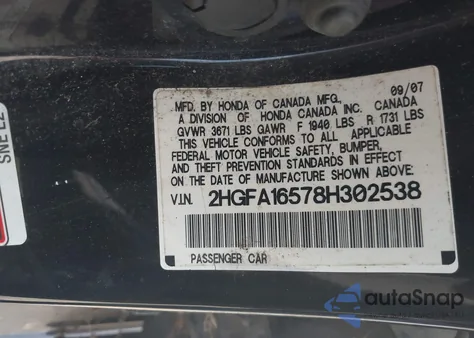 SNE LJ
09/07
MFD. BY HONDA OF CANADA MFG.
A DIVISION OF HONDA CANADA INC. CANADA
GVWR 3671 LBS GAWR F 1940 LBS R 1731 LBS
THIS VEHICLE CONFORMS TO ALL APPLICABLE
FEDERAL MOTOR VEHICLE SAFETY, BUMPER,
AND THEFT PREVENTION STANDARDS IN EFFECT
ON THE DATE OF MANUFACTURE SHOWN ABOVE.
V.I.N. 2HGFA16578H302538
PASSENGER CAR
autoSnap